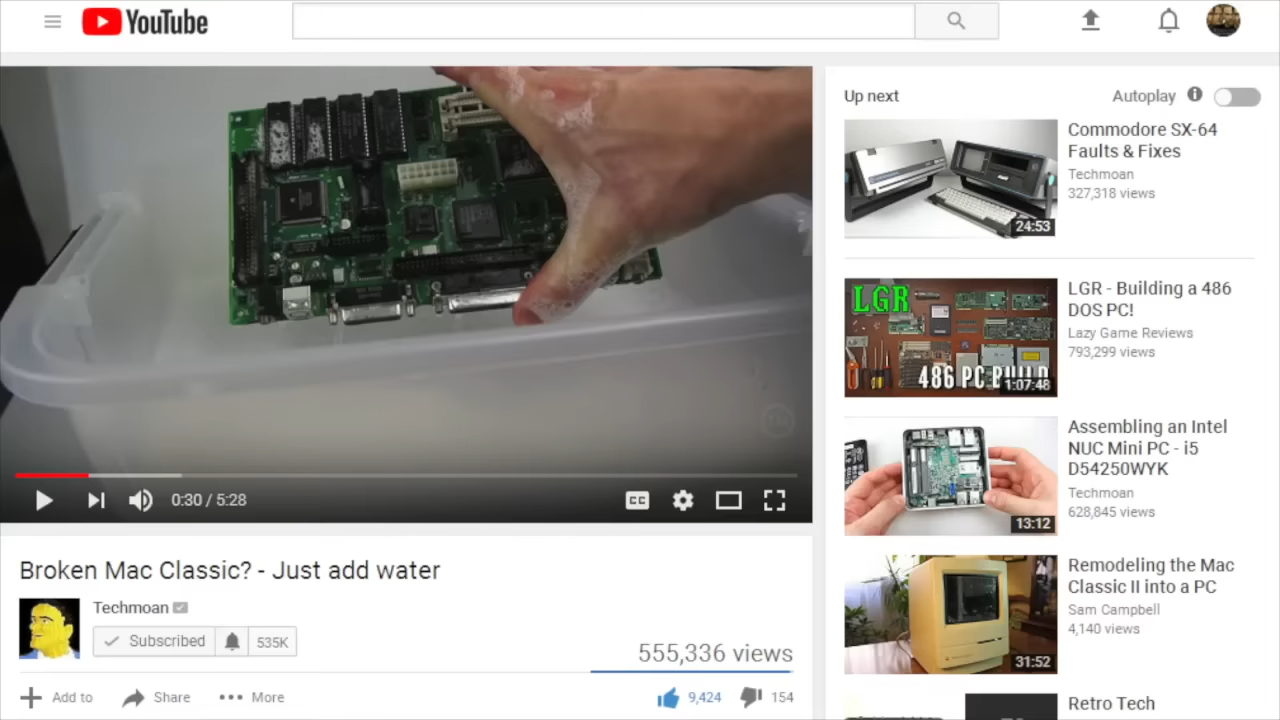 YouTube
Up next
Autoplay
Commodore SX-64
Faults & Fixes
Techmoan
327,318 views
24:53
LGR
486 PC BUILD
1:07:48
LGR - Building a 486
DOS PC!
Lazy Game Reviews
793,299 views
Assembling an Intel
NUC Mini PC - i5
D54250WYK
Techmoan
628,845 views
13:12
0:30 / 5:28
CC
Broken Mac Classic? - Just add water
Techmoan
Subscribed
535K
555,336 views
Add to
Share
More
9,424
154
Remodeling the Mac
Classic II into a PC
Sam Campbell
4,140 views
31:52
Retro Tech